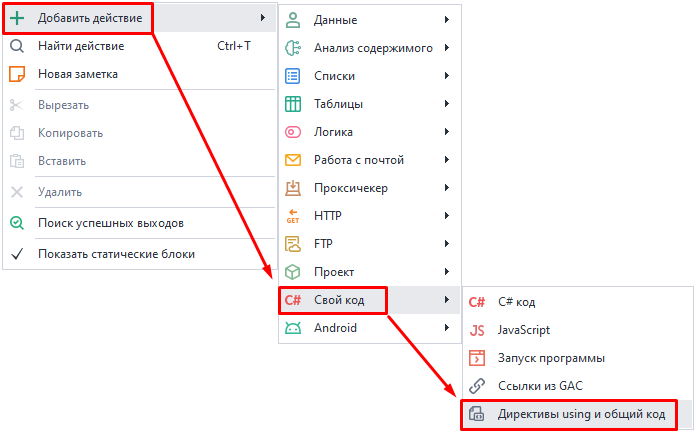 Добавить действие
Найти действие Ctrl+T
Новая заметка
Вырезать
Копировать
Вставить
Удалить
Поиск успешных выходов
Показать статические блоки
Данные
Анализ содержимого
Списки
Таблицы
Логика
Работа с почтой
Проксичекер
GET HTTP
FTP
Проект
C# Свой код
Android
C# C# код
JS JavaScript
Запуск программы
Ссылки из GAC
Директивы using и общий код